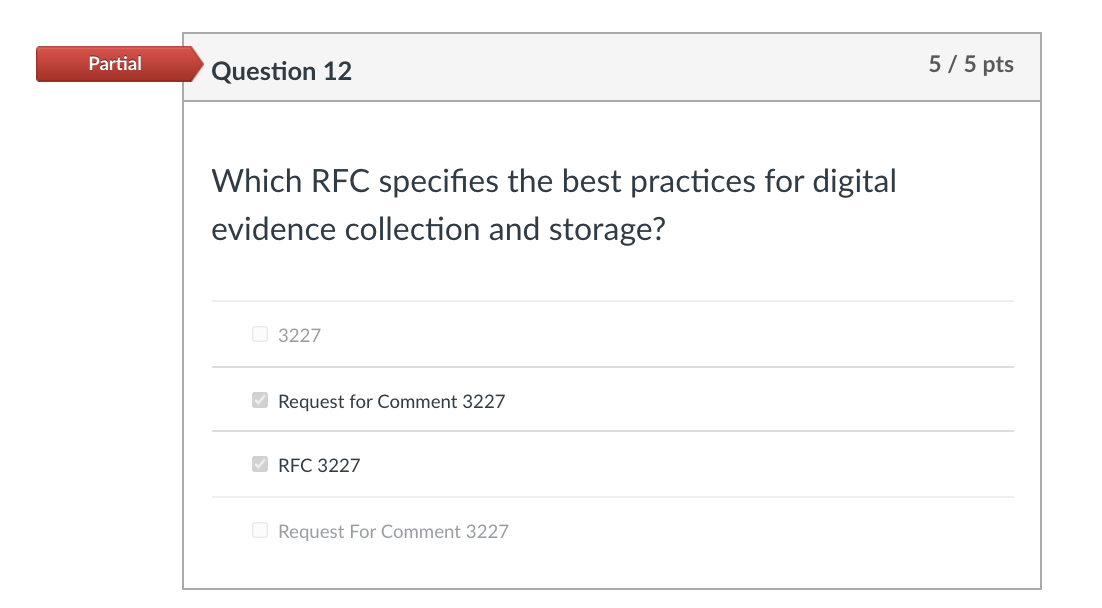 Partial
Question 12
5 / 5 pts
Which RFC specifies the best practices for digital
evidence collection and storage?
3227
Request for Comment 3227
RFC 3227
Request For Comment 3227